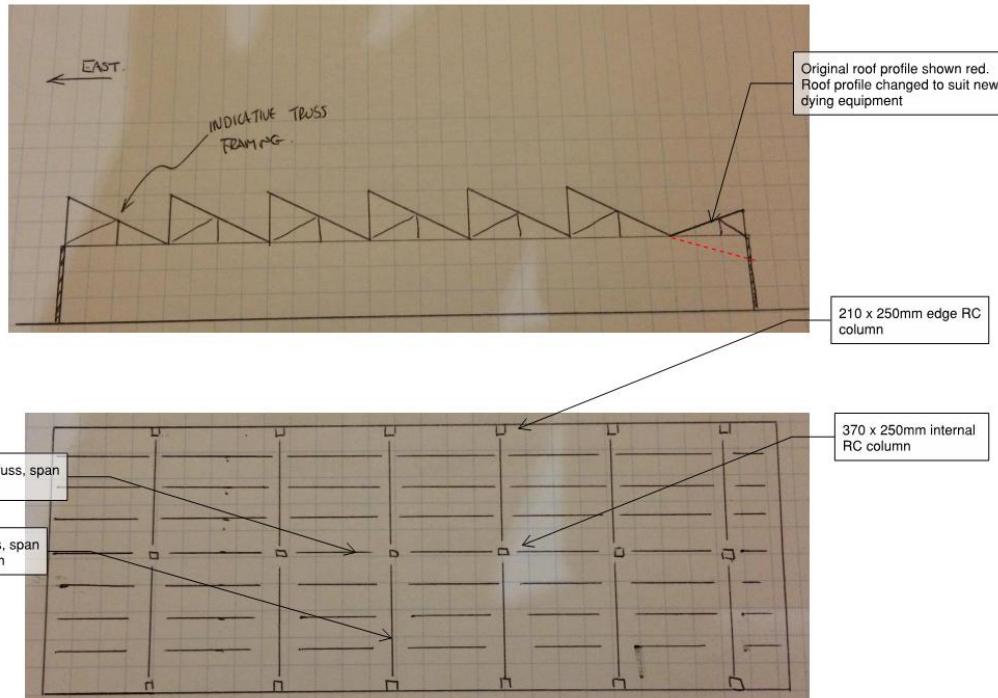 EAST.
INDICATIVE TRUSS
FRAMING.
Original roof profile shown red.
Roof profile changed to suit new
dying equipment
210 x 250mm edge RC
column
370 x 250mm internal
RC column
russ, span
s, span
m